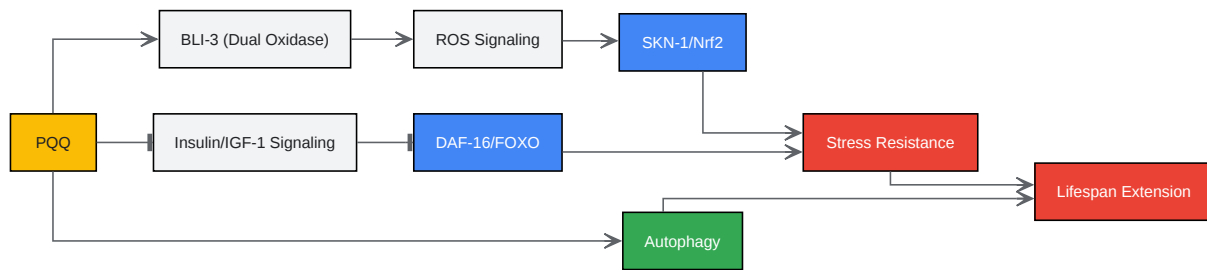 BLI-3 (Dual Oxidase)
ROS Signaling
SKN-1/Nrf2
PQQ
Insulin/IGF-1 Signaling
DAF-16/FOXO
Stress Resistance
Lifespan Extension
Autophagy